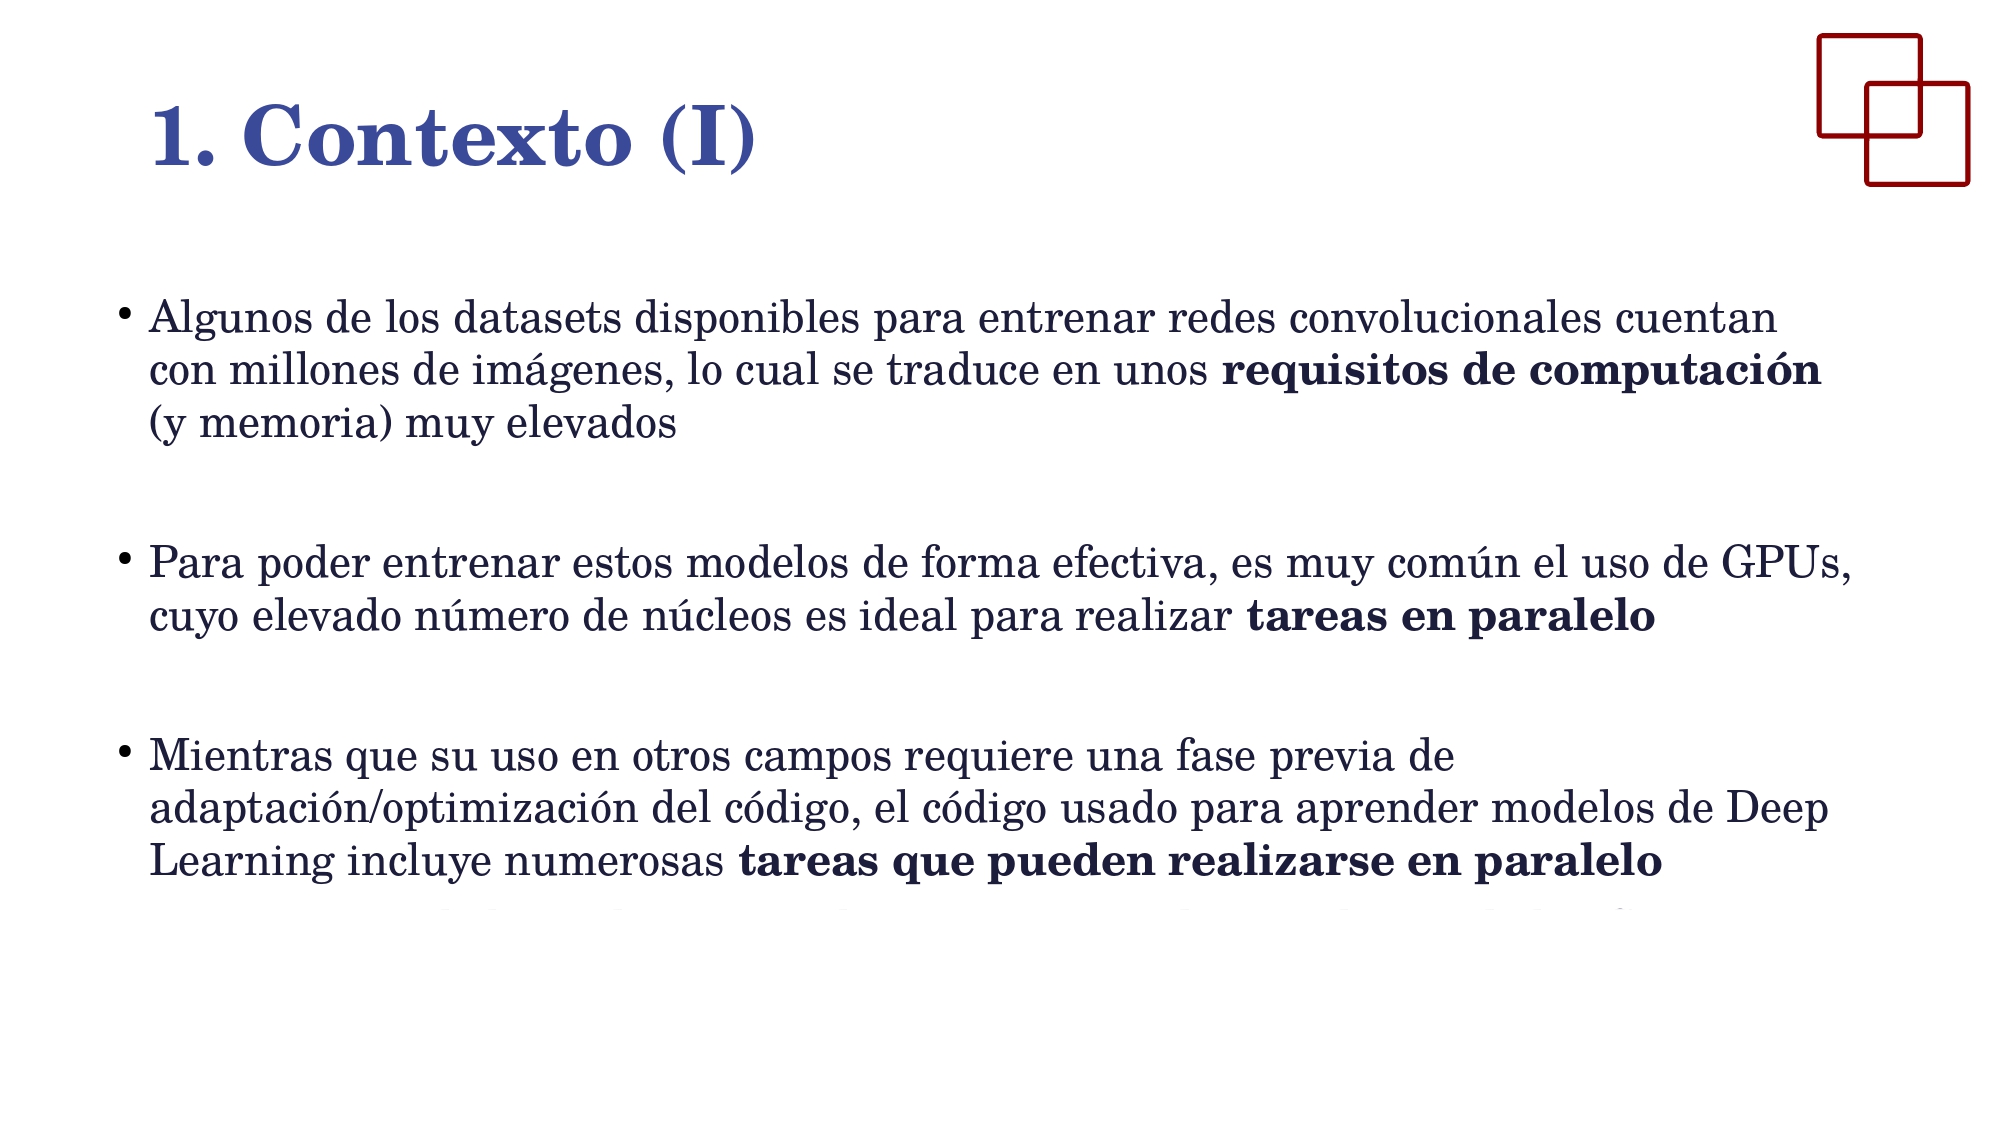 1. Contexto (I)
• Algunos de los datasets disponibles para entrenar redes convolucionales cuentan
con millones de imágenes, lo cual se traduce en unos requisitos de computación
(y memoria) muy elevados
• Para poder entrenar estos modelos de forma efectiva, es muy común el uso de GPUs,
cuyo elevado número de núcleos es ideal para realizar tareas en paralelo
• Mientras que su uso en otros campos requiere una fase previa de
adaptación/optimización del código, el código usado para aprender modelos de Deep
Learning incluye numerosas tareas que pueden realizarse en paralelo